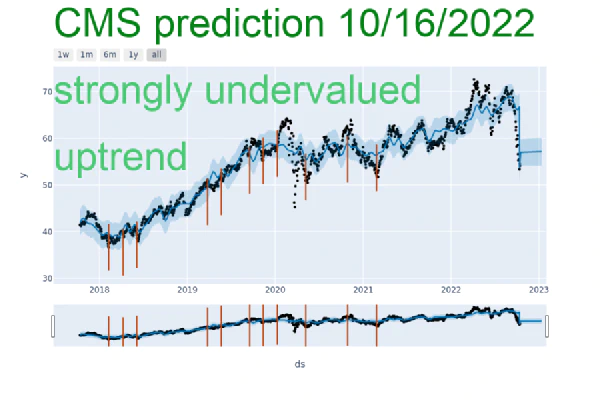 CMS prediction 10/16/2022
1w 1m 6m 1y all
strongly undervalued
uptrend
70
60
50
40
30
y
2018 2019 2020 2021 2022 2023
ds